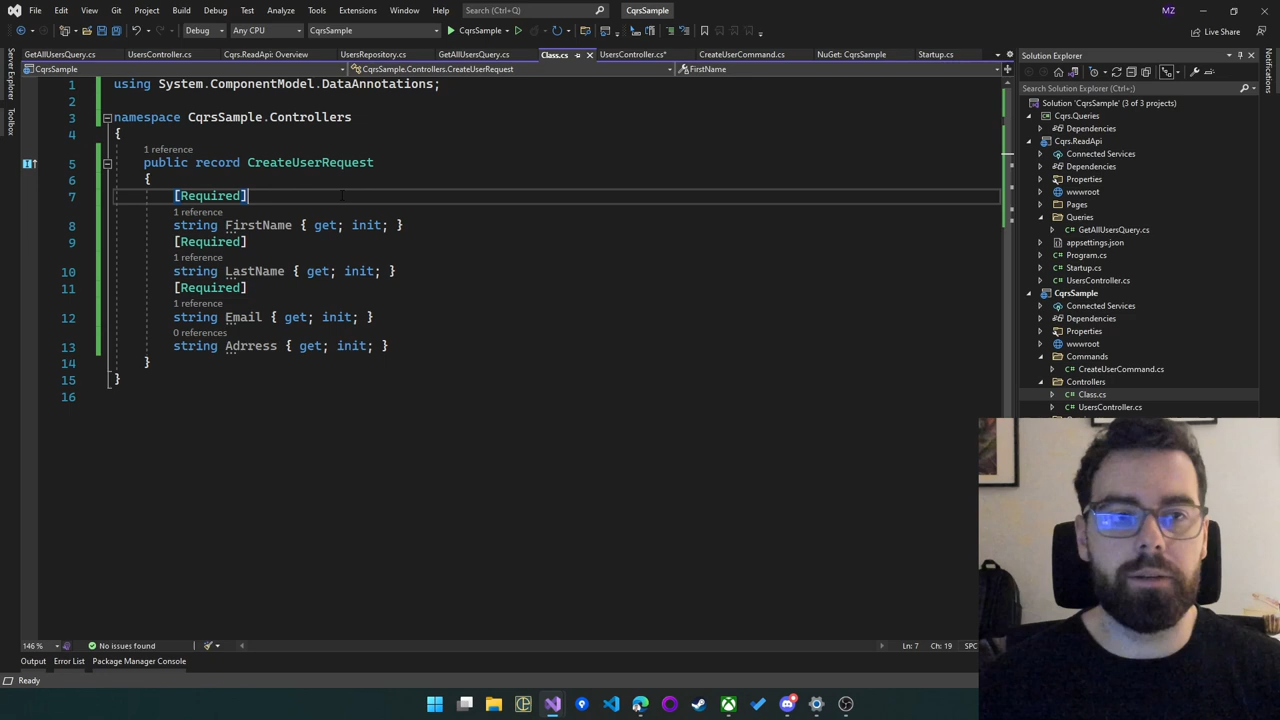 File Edit View Git Project Build Debug Test Analyze Tools Extensions Window Help Search (Ctrl+Q) CqrsSample MZ
Debug Any CPU CqrsSample CqrsSample Live Share
GetAllUsersQuery.cs UsersController.cs Cqrs.ReadApi: Overview UsersRepository.cs GetAllUsersQuery.cs Class.cs UsersController.cs* CreateUserCommand.cs NuGet: CqrsSample Startup.cs
CqrsSample CqrsSample.Controllers.CreateUserRequest FirstName
Server Explorer
Toolbox
1 using System.ComponentModel.DataAnnotations;
2
3 namespace CqrsSample.Controllers
4 {
1 reference
5 public record CreateUserRequest
6 {
7 [Required]
1 reference
8 string FirstName { get; init; }
9 [Required]
1 reference
10 string LastName { get; init; }
11 [Required]
1 reference
12 string Email { get; init; }
0 references
13 string Adrress { get; init; }
14 }
15 }
16
146 % No issues found Ln: 7 Ch: 19 SPC
Output Error List Package Manager Console
Ready
Solution Explorer
Search Solution Explorer (Ctrl+;)
Solution 'CqrsSample' (3 of 3 projects)
Cqrs.Queries
Dependencies
Cqrs.ReadApi
Connected Services
Dependencies
Properties
wwwroot
Pages
Queries
GetAllUsersQuery.cs
appsettings.json
Program.cs
Startup.cs
UsersController.cs
CqrsSample
Connected Services
Dependencies
Properties
wwwroot
Commands
CreateUserCommand.cs
Controllers
Class.cs
UsersController.cs
Notifications